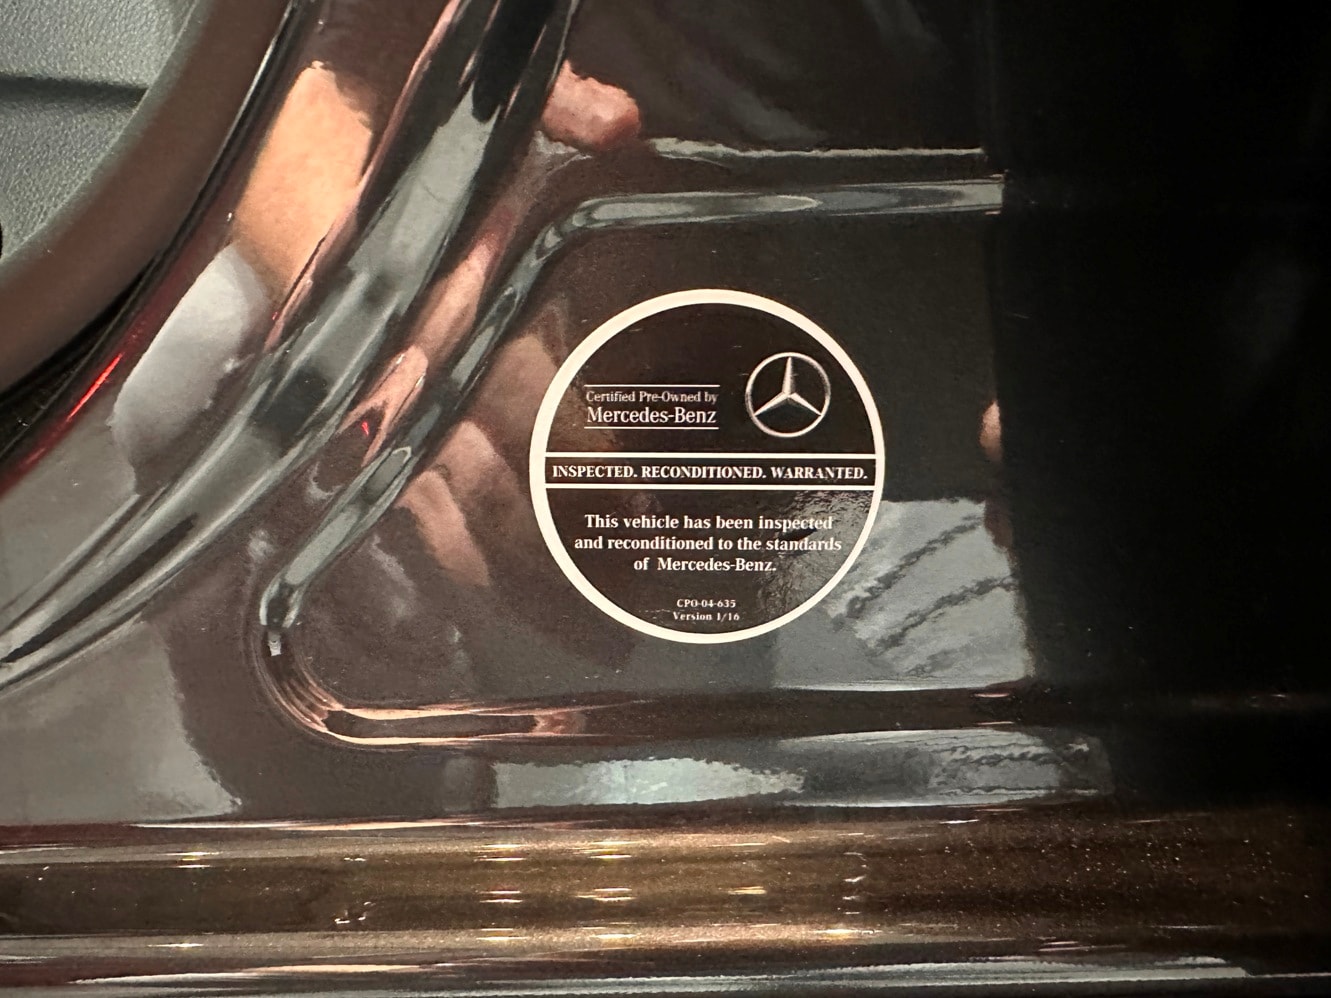 Certified Pre-Owned by
Mercedes-Benz
INSPECTED. RECONDITIONED. WARRANTED.
This vehicle has been inspected
and reconditioned to the standards
of Mercedes-Benz.
CPO-04-635
Version 1/16